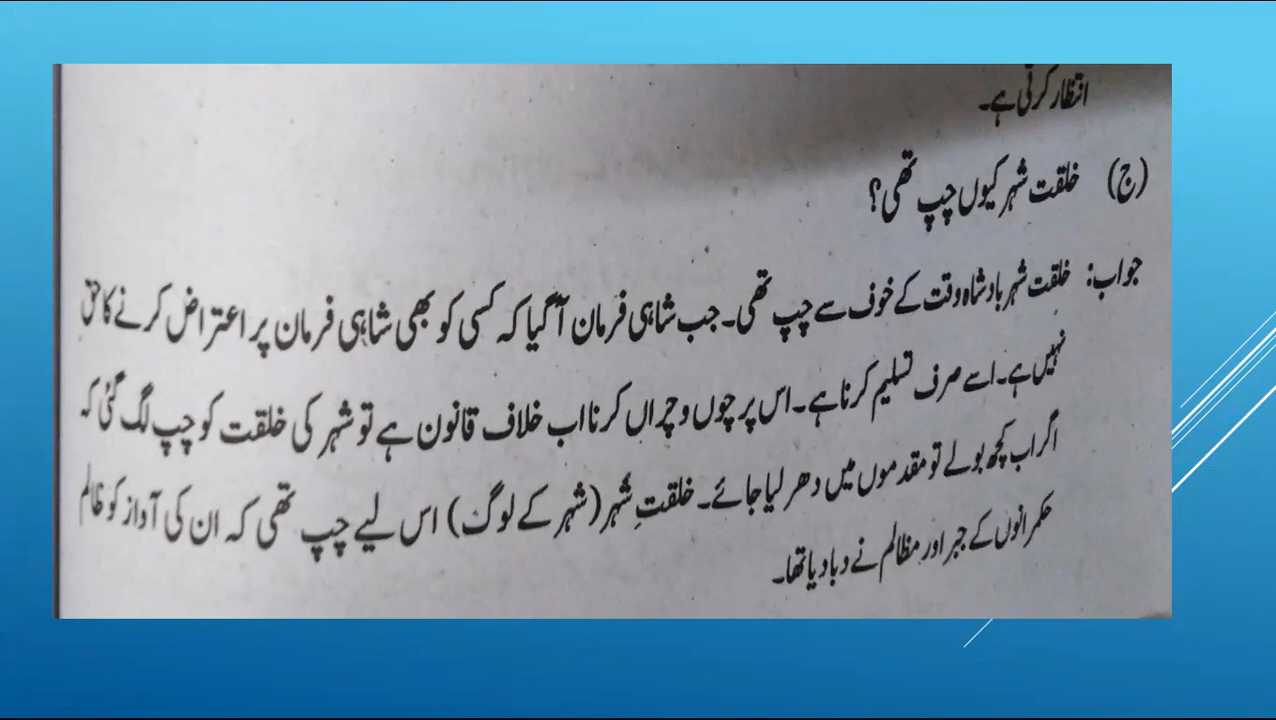 انتظار کرتی ہے۔
(ج) خلقت شہر کیوں چپ تھی؟
جواب: خلقت شہر بادشاہ وقت کے خوف سے چپ تھی۔ جب شاہی فرمان آ گیا کہ کسی کو بھی شاہی فرمان پر اعتراض کرنے کا حق
نہیں ہے۔ اسے صرف تسلیم کرنا ہے۔ اس پر چوں و چراں کرنا اب خلاف قانون ہے تو شہر کی خلقت کو چپ لگ گئی کہ
اگر اب کچھ بولے تو مقدموں میں دھر لیا جائے۔ خلقتِ شہر (شہر کے لوگ) اس لیے چپ تھی کہ ان کی آواز کو ظالم
حکمرانوں کے جبر اور مظالم نے دبا دیا تھا۔